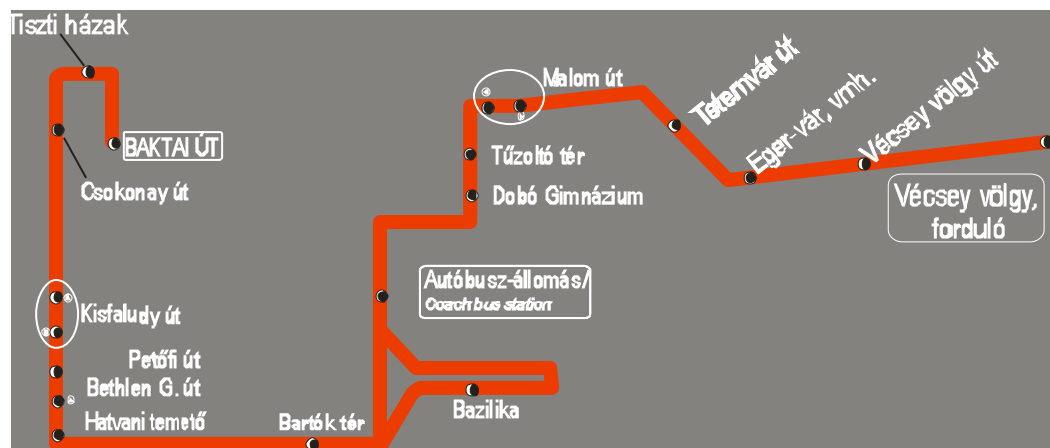 Tiszti házak
BAKTAI ÚT
Csokonay út
Kisfaludy út
Petőfi út
Bethlen G. út
Hatvani temető
Bartók tér
Bazilika
Autóbusz-állomás/
Coach bus station
Dobó Gimnázium
Tűzoltó tér
Malom út
Tetemvár út
Eger-vár, vmh.
Vécsey völgy út
Vécsey völgy,
forduló